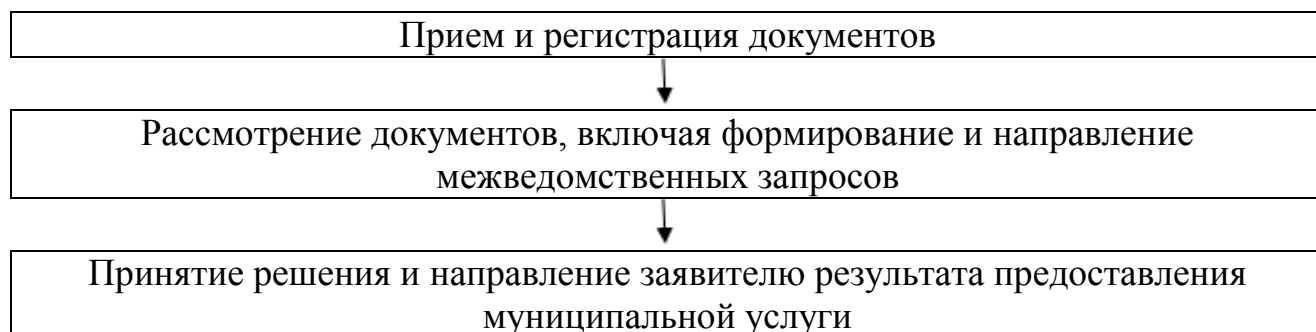 Прием и регистрация документов
Рассмотрение документов, включая формирование и направление
межведомственных запросов
Принятие решения и направление заявителю результата предоставления
муниципальной услуги